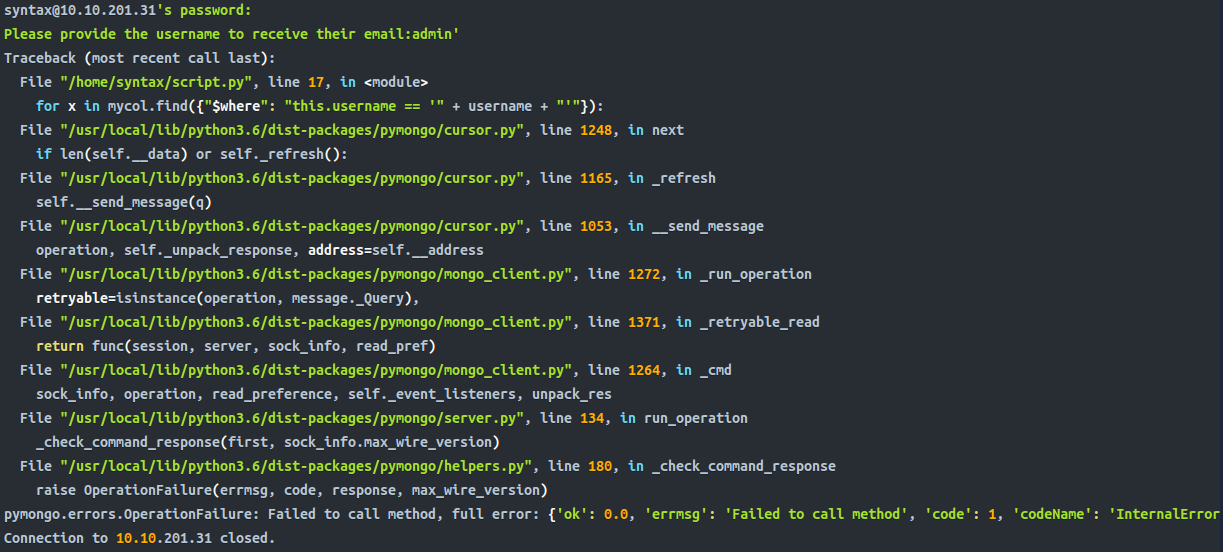 syntax@10.10.201.31's password:
Please provide the username to receive their email:admin'
Traceback (most recent call last):
  File "/home/syntax/script.py", line 17, in <module>
    for x in mycol.find({"$where": "this.username == '" + username + "'"}):
  File "/usr/local/lib/python3.6/dist-packages/pymongo/cursor.py", line 1248, in next
    if len(self.__data) or self._refresh():
  File "/usr/local/lib/python3.6/dist-packages/pymongo/cursor.py", line 1165, in _refresh
    self.__send_message(q)
  File "/usr/local/lib/python3.6/dist-packages/pymongo/cursor.py", line 1053, in __send_message
    operation, self._unpack_response, address=self.__address
  File "/usr/local/lib/python3.6/dist-packages/pymongo/mongo_client.py", line 1272, in _run_operation
    retryable=isinstance(operation, message._Query),
  File "/usr/local/lib/python3.6/dist-packages/pymongo/mongo_client.py", line 1371, in _retryable_read
    return func(session, server, sock_info, read_pref)
  File "/usr/local/lib/python3.6/dist-packages/pymongo/mongo_client.py", line 1264, in _cmd
    sock_info, operation, read_preference, self._event_listeners, unpack_res
  File "/usr/local/lib/python3.6/dist-packages/pymongo/server.py", line 134, in run_operation
    _check_command_response(first, sock_info.max_wire_version)
  File "/usr/local/lib/python3.6/dist-packages/pymongo/helpers.py", line 180, in _check_command_response
    raise OperationFailure(errmsg, code, response, max_wire_version)
pymongo.errors.OperationFailure: Failed to call method, full error: {'ok': 0.0, 'errmsg': 'Failed to call method', 'code': 1, 'codeName': 'InternalError
Connection to 10.10.201.31 closed.